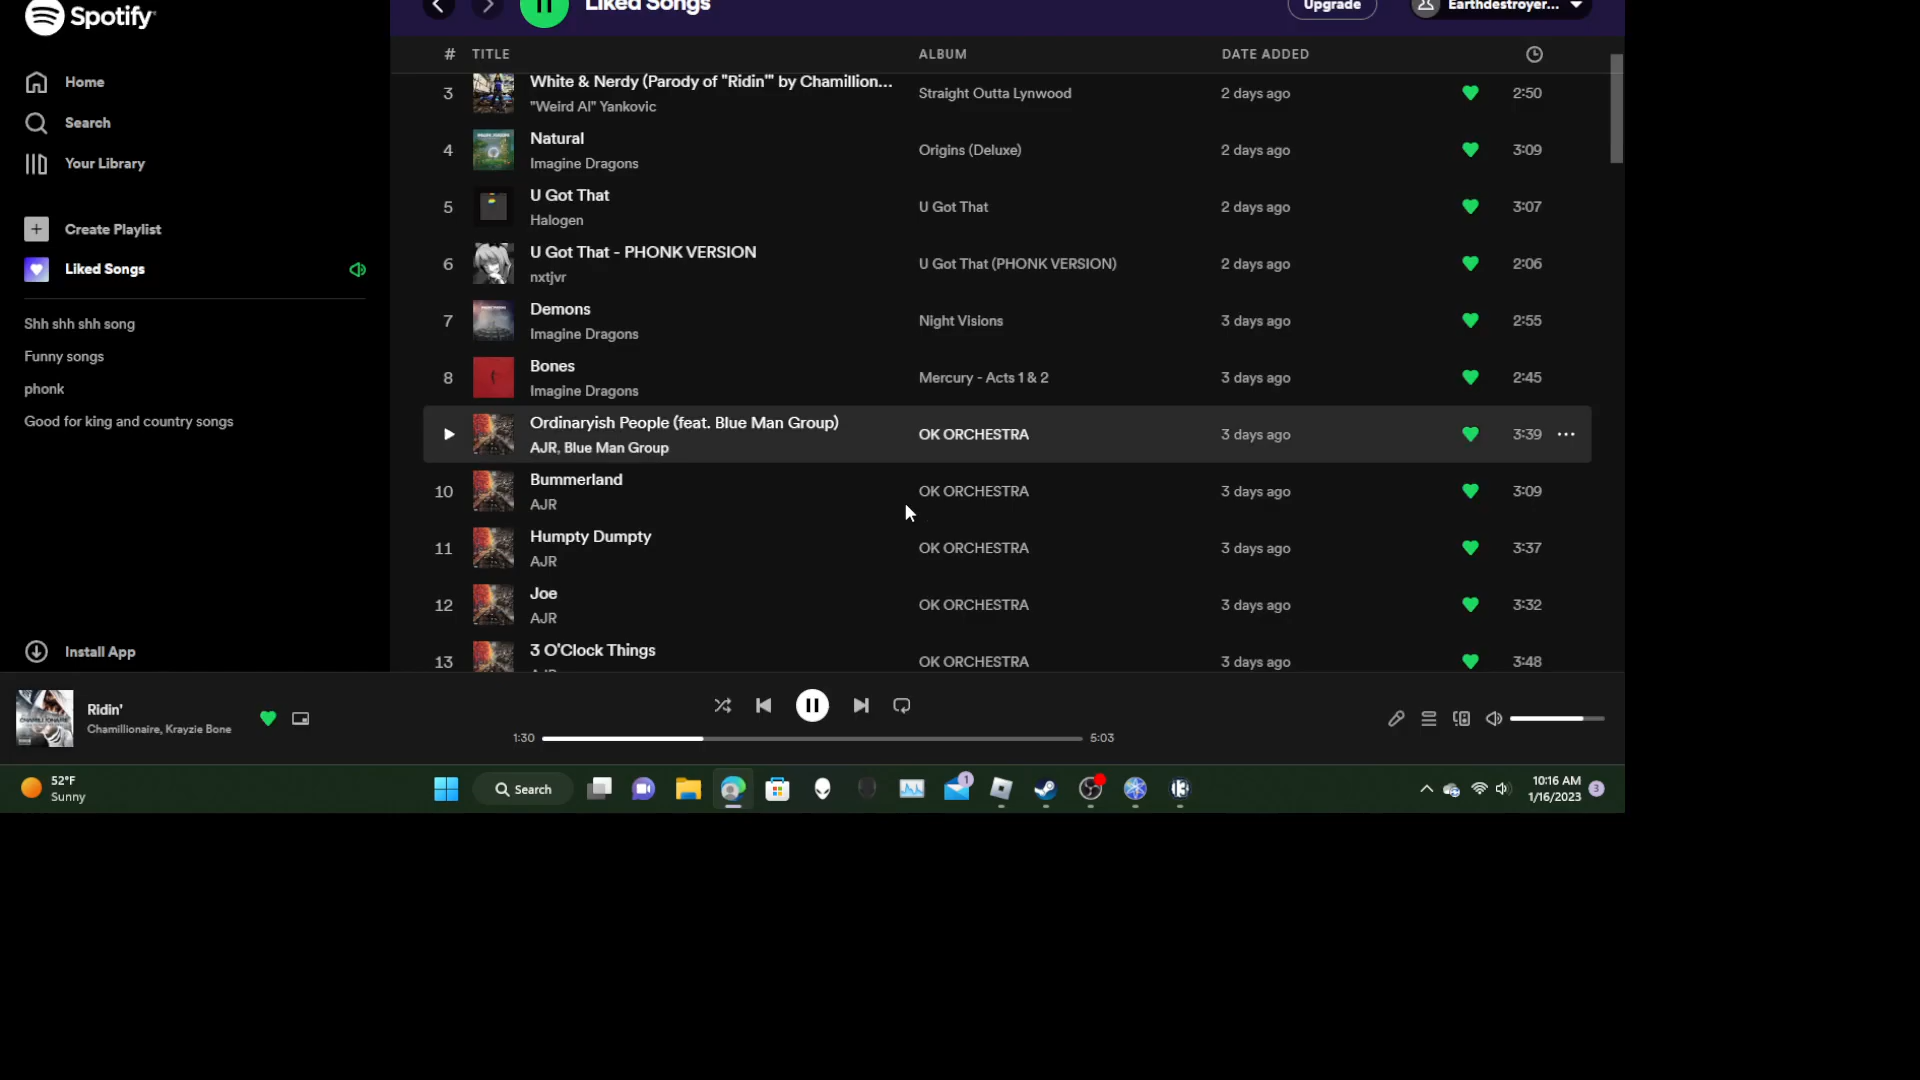 Spotify
Liked Songs
Upgrade
Earthdestroyer...
Home
Search
Your Library
Create Playlist
Liked Songs
Shh shh shh song
Funny songs
phonk
Good for king and country songs
Install App
# TITLE ALBUM DATE ADDED
3 White & Nerdy (Parody of "Ridin'" by Chamillion... Straight Outta Lynwood 2 days ago 2:50
"Weird Al" Yankovic
4 Natural Origins (Deluxe) 2 days ago 3:09
Imagine Dragons
5 U Got That U Got That 2 days ago 3:07
Halogen
6 U Got That - PHONK VERSION U Got That (PHONK VERSION) 2 days ago 2:06
nxtjvr
7 Demons Night Visions 3 days ago 2:55
Imagine Dragons
8 Bones Mercury - Acts 1 & 2 3 days ago 2:45
Imagine Dragons
Ordinaryish People (feat. Blue Man Group) OK ORCHESTRA 3 days ago 3:39
AJR, Blue Man Group
10 Bummerland OK ORCHESTRA 3 days ago 3:09
AJR
11 Humpty Dumpty OK ORCHESTRA 3 days ago 3:37
AJR
12 Joe OK ORCHESTRA 3 days ago 3:32
AJR
13 3 O'Clock Things OK ORCHESTRA 3 days ago 3:48
Ridin'
Chamillionaire, Krayzie Bone
1:30 5:03
52°F
Sunny
Search
1
10:16 AM
1/16/2023
3